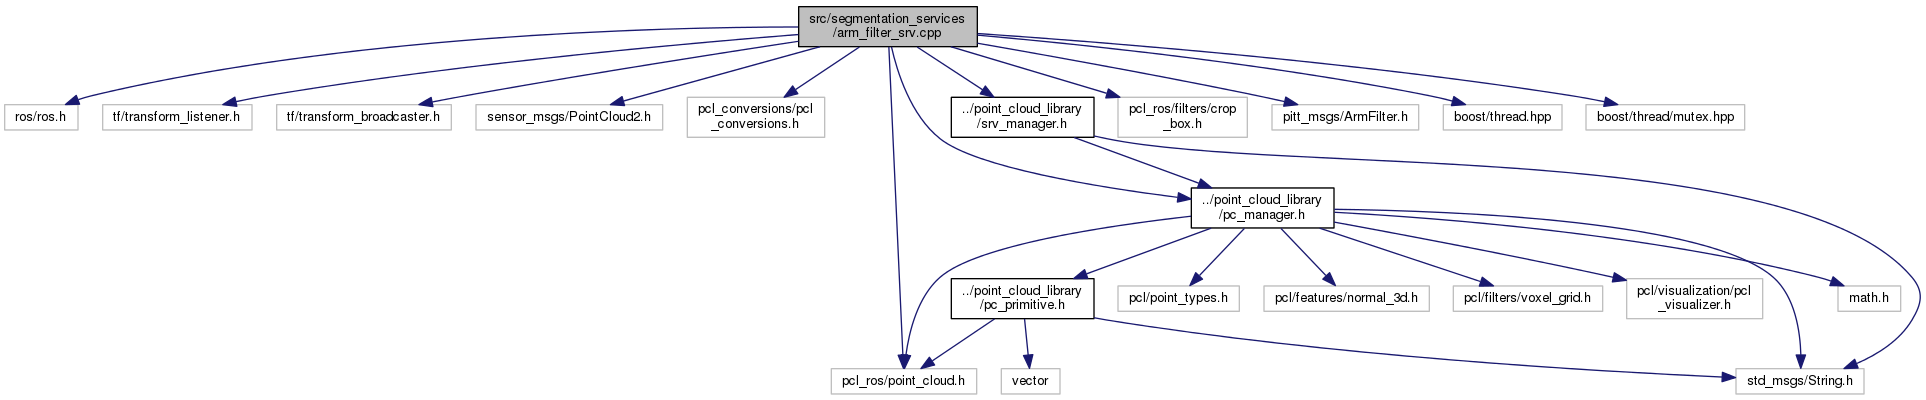 src/segmentation_services
/arm_filter_srv.cpp
ros/ros.h
tf/transform_listener.h
tf/transform_broadcaster.h
sensor_msgs/PointCloud2.h
pcl_conversions/pcl
_conversions.h
../point_cloud_library
/srv_manager.h
pcl_ros/filters/crop
_box.h
pitt_msgs/ArmFilter.h
boost/thread.hpp
boost/thread/mutex.hpp
../point_cloud_library
/pc_manager.h
../point_cloud_library
/pc_primitive.h
pcl/point_types.h
pcl/features/normal_3d.h
pcl/filters/voxel_grid.h
pcl/visualization/pcl
_visualizer.h
math.h
pcl_ros/point_cloud.h
vector
std_msgs/String.h